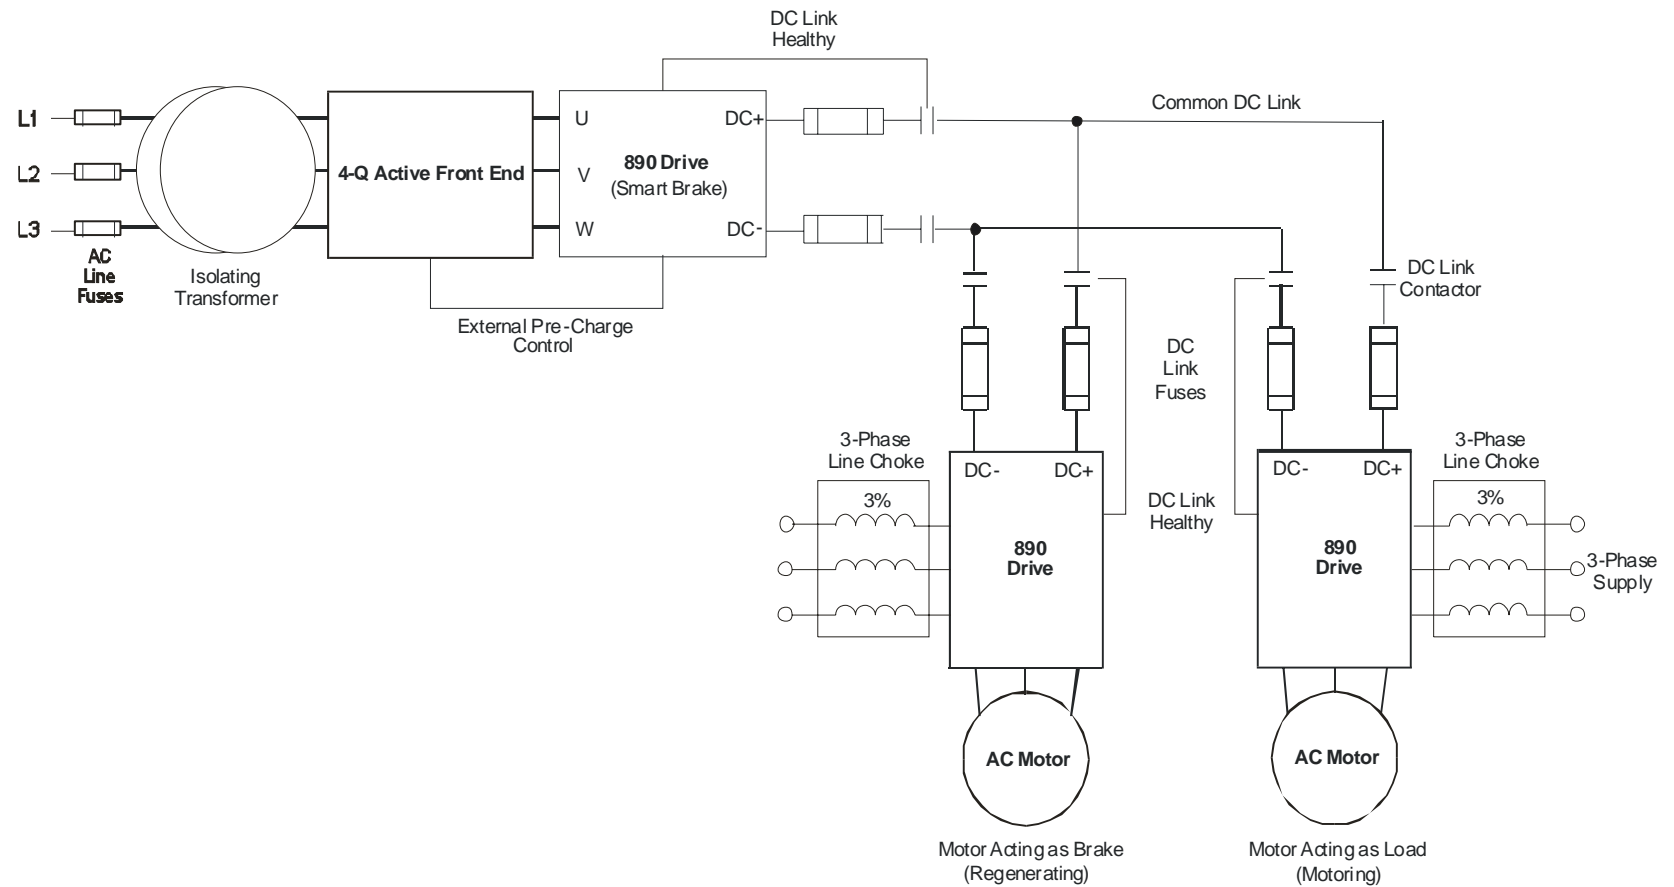 DC Link
Healthy
Common DC Link
L1
L2
L3
AC
Line
Fuses
Isolating
Transformer
4-Q Active Front End
External Pre-Charge
Control
U
V
W
890 Drive
(Smart Brake)
DC+
DC-
DC Link
Contactor
DC
Link
Fuses
3-Phase
Line Choke
3%
DC-
DC+
890
Drive
DC Link
Healthy
DC-
DC+
890
Drive
3-Phase
Line Choke
3%
3-Phase
Supply
AC Motor
AC Motor
Motor Acting as Brake
(Regenerating)
Motor Acting as Load
(Motoring)